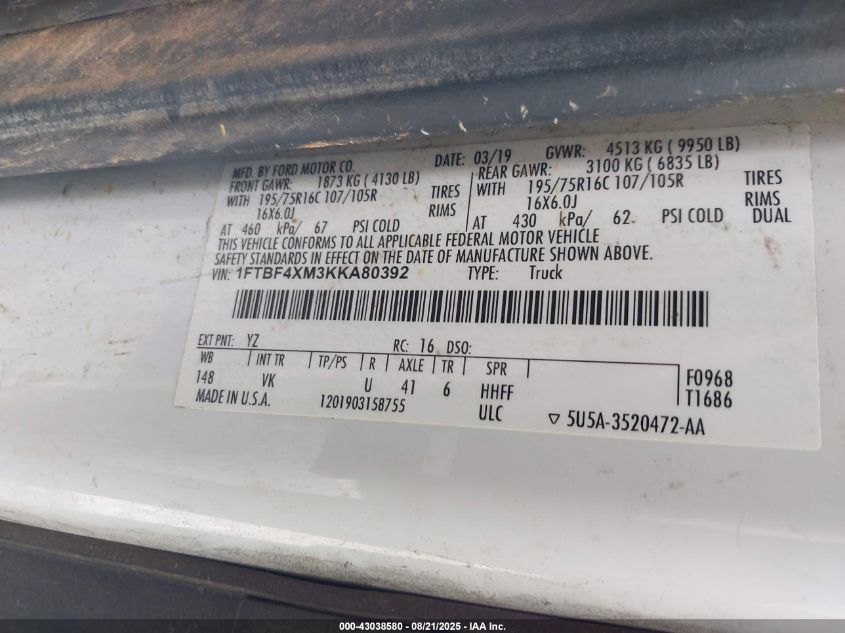 MFD. BY FORD MOTOR CO. DATE: 03/19 GVWR: 4513 KG ( 9950 LB)
FRONT GAWR: 1873 KG ( 4130 LB) REAR GAWR: 3100 KG ( 6835 LB)
WITH 195/75R16C 107/105R TIRES WITH 195/75R16C 107/105R TIRES
16X6.0J RIMS 16X6.0J RIMS
AT 460 kPa/ 67 PSI COLD AT 430 kPa/ 62 PSI COLD DUAL
THIS VEHICLE CONFORMS TO ALL APPLICABLE FEDERAL MOTOR VEHICLE
SAFETY STANDARDS IN EFFECT ON THE DATE OF MANUFACTURE SHOWN ABOVE.
VIN: 1FTBF4XM3KKA80392 TYPE: Truck
EXT PNT: YZ RC: 16 DSO:
WB INT TR TP/PS R AXLE TR SPR
148 VK U 41 6 HHFF F0968
T1686
MADE IN U.S.A. 1201903158755 ULC ▽ 5U5A-3520472-AA
000-43038580 - 08/21/2025 - IAA Inc.